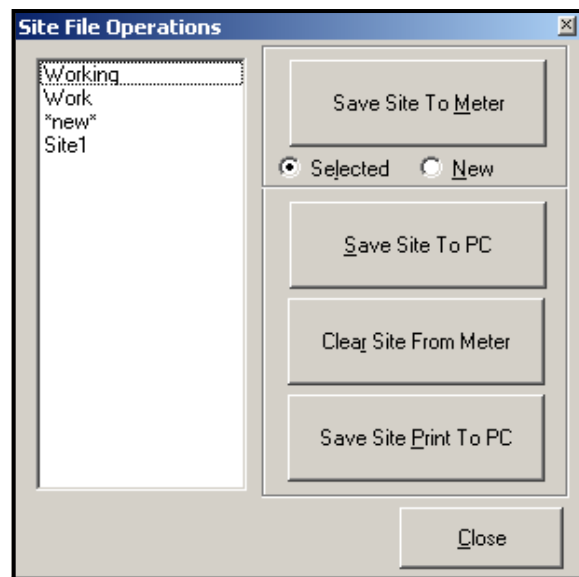 Site File Operations
Working
Work
*new*
Site1
Save Site To Meter
Selected New
Save Site To PC
Clear Site From Meter
Save Site Print To PC
Close